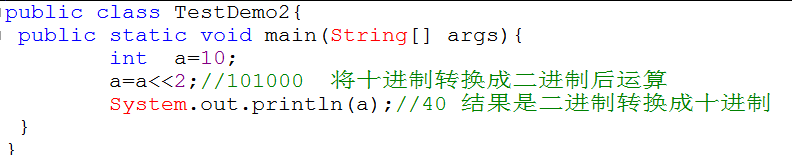 public class TestDemo2{
public static void main(String[] args){
int  a=10;
a=a<<2;//101000  将十进制转换成二进制后运算
System.out.println(a);//40 结果是二进制转换成十进制
}
}